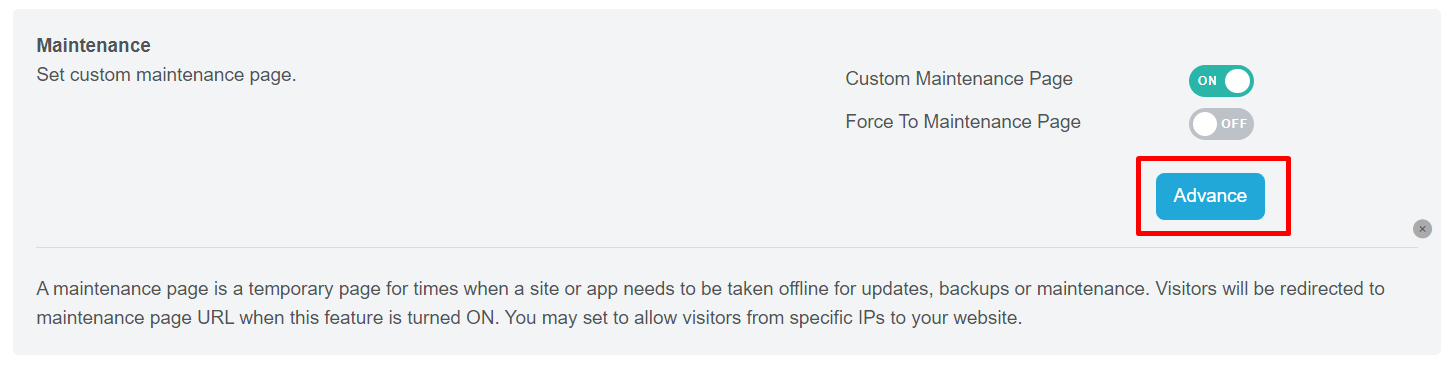 Maintenance
Set custom maintenance page.
Custom Maintenance Page
ON
Force To Maintenance Page
OFF
Advance
A maintenance page is a temporary page for times when a site or app needs to be taken offline for updates, backups or maintenance. Visitors will be redirected to
maintenance page URL when this feature is turned ON. You may set to allow visitors from specific IPs to your website.